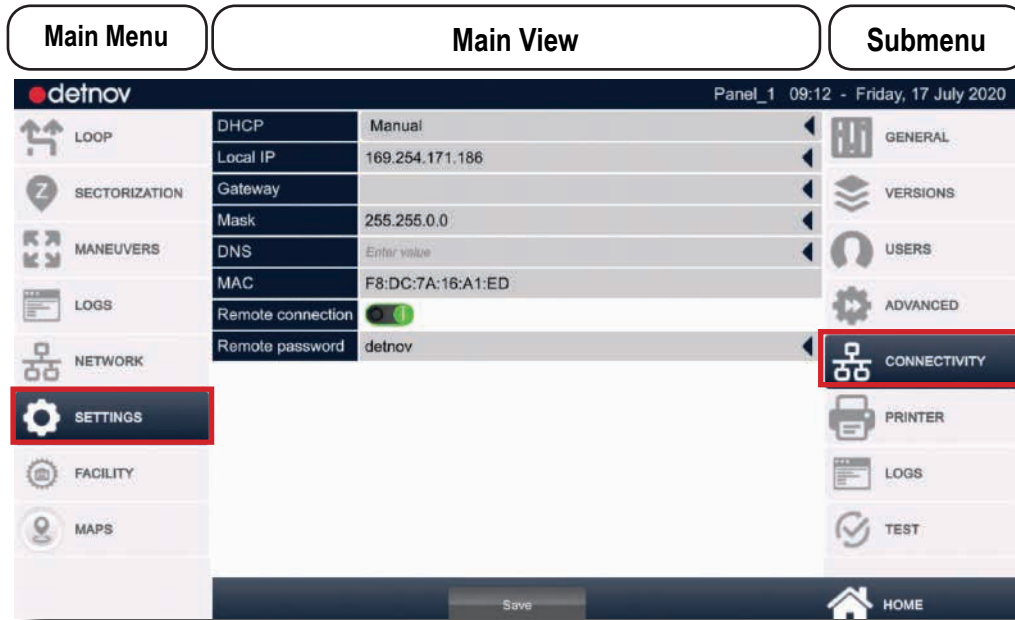 Main Menu
Main View
Submenu
detnov
Panel_1 09:12 - Friday, 17 July 2020
LOOP
SECTORIZATION
MANEUVERS
LOGS
NETWORK
SETTINGS
FACILITY
MAPS
DHCP Manual
Local IP 169.254.171.186
Gateway
Mask 255.255.0.0
DNS Enter value
MAC F8:DC:7A:16:A1:ED
Remote connection
Remote password detnov
Save
GENERAL
VERSIONS
USERS
ADVANCED
CONNECTIVITY
PRINTER
LOGS
TEST
HOME